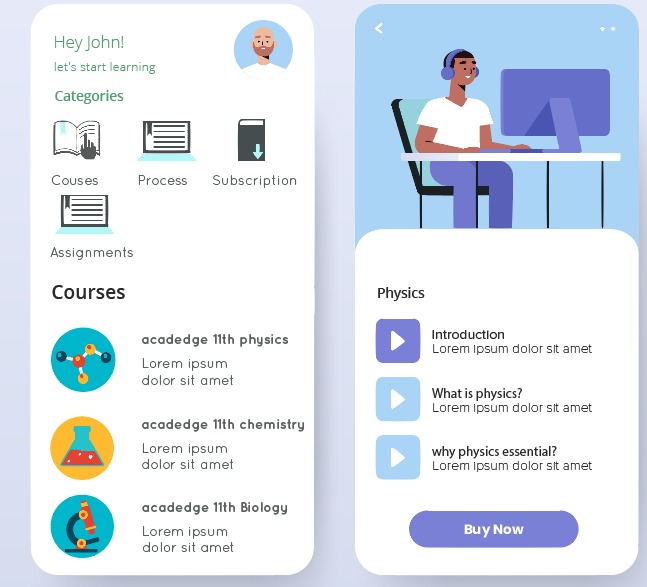 Hey John!
let's start learning
Categories
Couses
Process
Subscription
Assignments
Courses
acadedge 11th physics
Lorem ipsum
dolor sit amet
acadedge 11th chemistry
Lorem ipsum
dolor sit amet
acadedge 11th Biology
Lorem ipsum
dolor sit amet
Physics
Introduction
Lorem ipsum dolor sit amet
What is physics?
Lorem ipsum dolor sit amet
why physics essential?
Lorem ipsum dolor sit amet
Buy Now